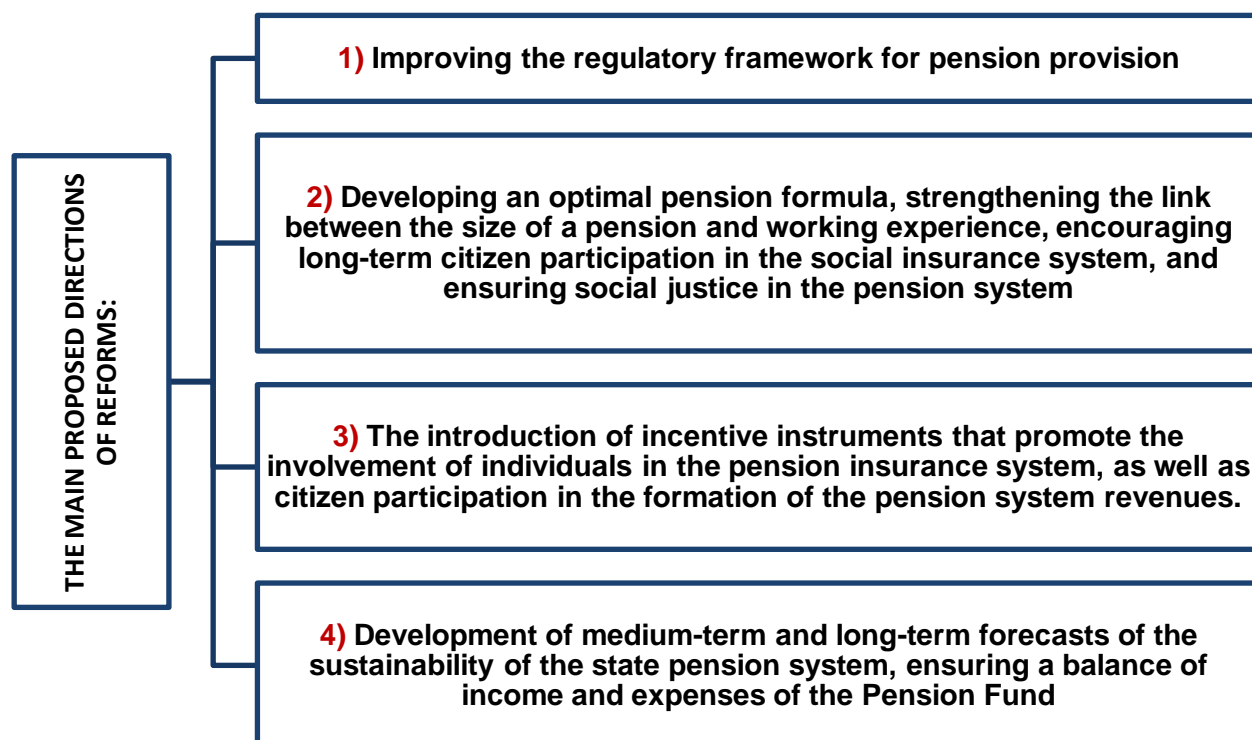 THE MAIN PROPOSED DIRECTIONS
OF REFORMS:
1) Improving the regulatory framework for pension provision
2) Developing an optimal pension formula, strengthening the link
between the size of a pension and working experience, encouraging
long-term citizen participation in the social insurance system, and
ensuring social justice in the pension system
3) The introduction of incentive instruments that promote the
involvement of individuals in the pension insurance system, as well as
citizen participation in the formation of the pension system revenues.
4) Development of medium-term and long-term forecasts of the
sustainability of the state pension system, ensuring a balance of
income and expenses of the Pension Fund